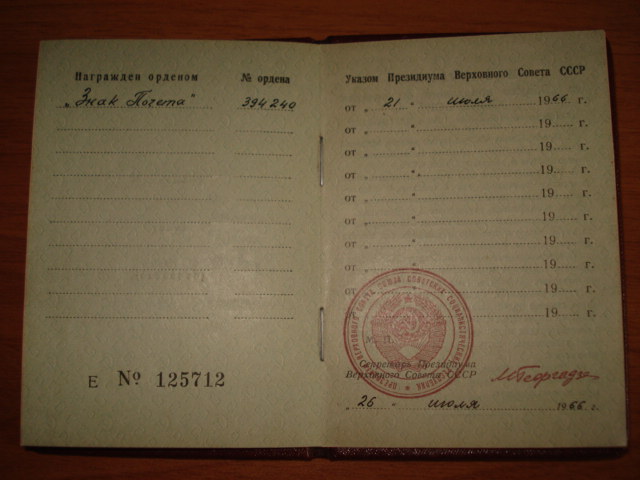 Награжден орденом № ордена
„Знак Почета" 394240
Е № 125712
Указом Президиума Верховного Совета СССР
от „ 21 " июля 1966 г.
от „ " 19 г.
от „ " 19 г.
от „ " 19 г.
от „ " 19 г.
от „ " 19 г.
от „ " 19 г.
от „ " 19 г.
от „ " 19 г.
от „ " 19 г.
М. П.
Секретарь Президиума
Верховного Совета СССР
„ 26 " июля 1966 г.